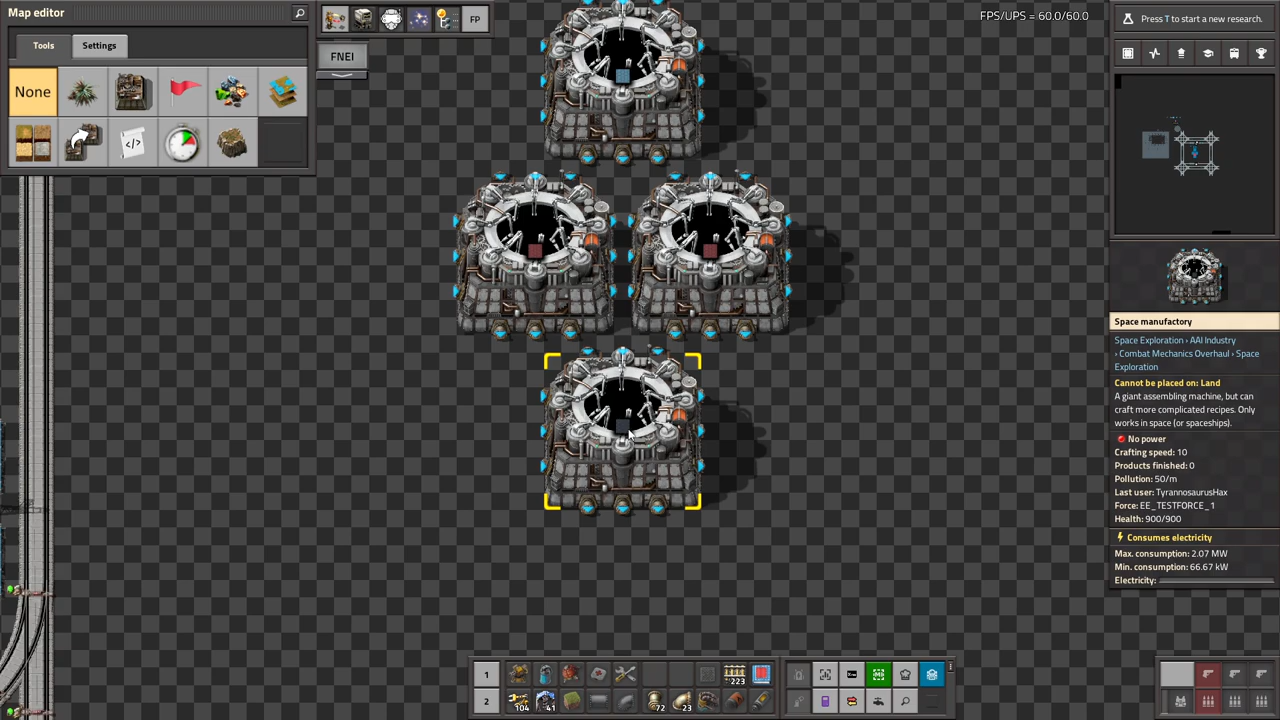 Map editor
FP
FPS/UPS = 60.0/60.0
Press T to start a new research.
Tools
Settings
FNEI
None
</>
Space manufactory
Space Exploration › AAI Industry
› Combat Mechanics Overhaul › Space
Exploration
Cannot be placed on: Land
A giant assembling machine, but can
craft more complicated recipes. Only
works in space (or spaceships).
No power
Crafting speed: 10
Products finished: 0
Pollution: 50/m
Last user: TyrannosaurusHax
Force: EE_TESTFORCE_1
Health: 900/900
Consumes electricity
Max. consumption: 2.07 MW
Min. consumption: 66.67 kW
Electricity:
1
223
2
104
41
72
23